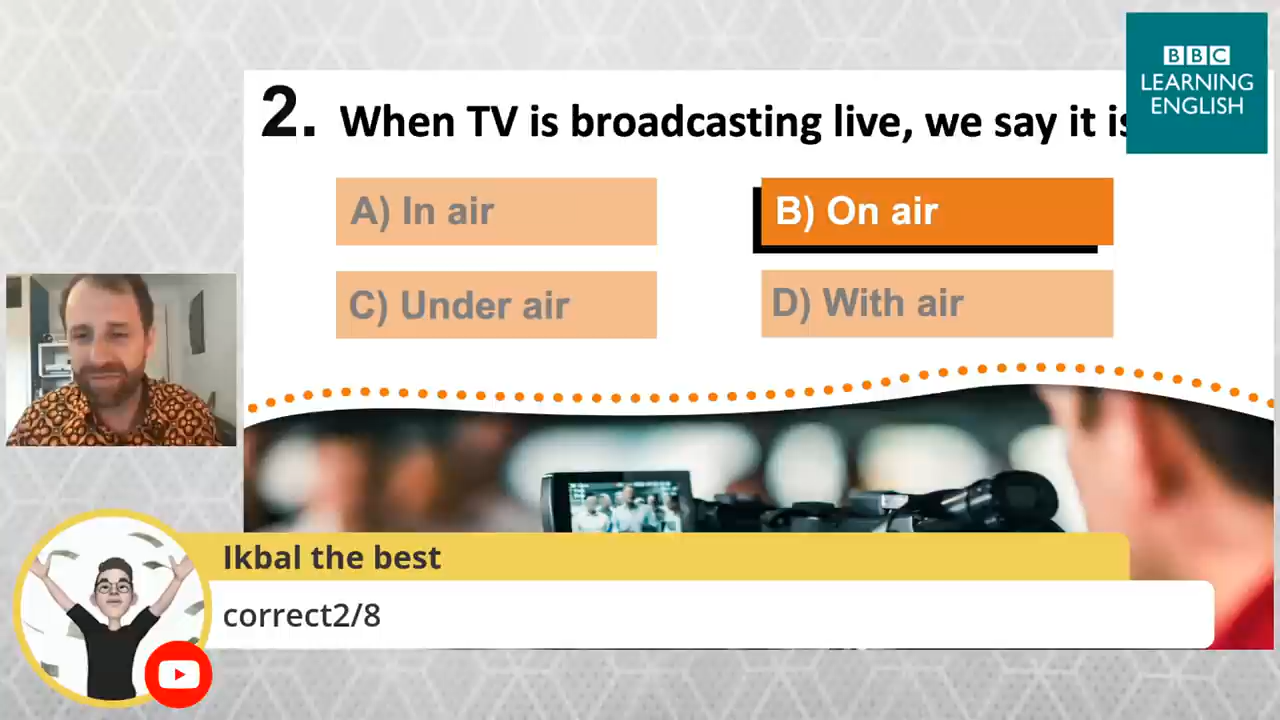 BBC
LEARNING
ENGLISH
2. When TV is broadcasting live, we say it is
A) In air
B) On air
C) Under air
D) With air
Ikbal the best
correct2/8